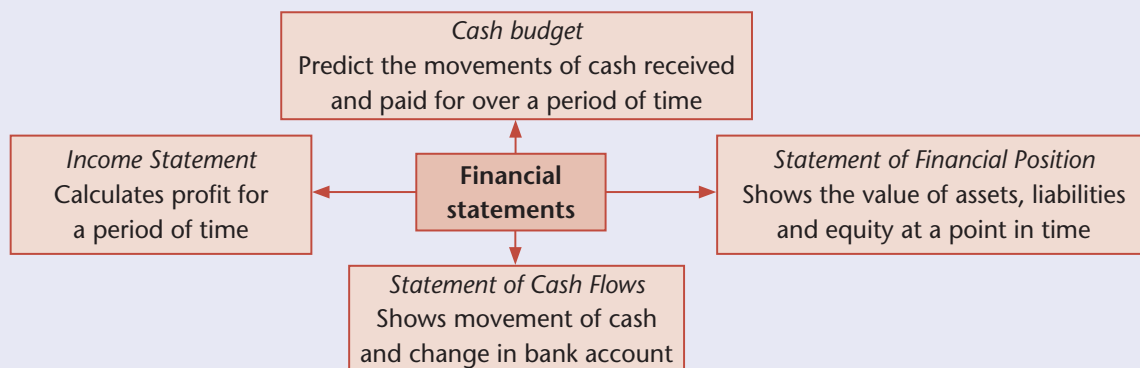 Cash budget
Predict the movements of cash received
and paid for over a period of time
Income Statement
Calculates profit for
a period of time
Financial
statements
Statement of Financial Position
Shows the value of assets, liabilities
and equity at a point in time
Statement of Cash Flows
Shows movement of cash
and change in bank account